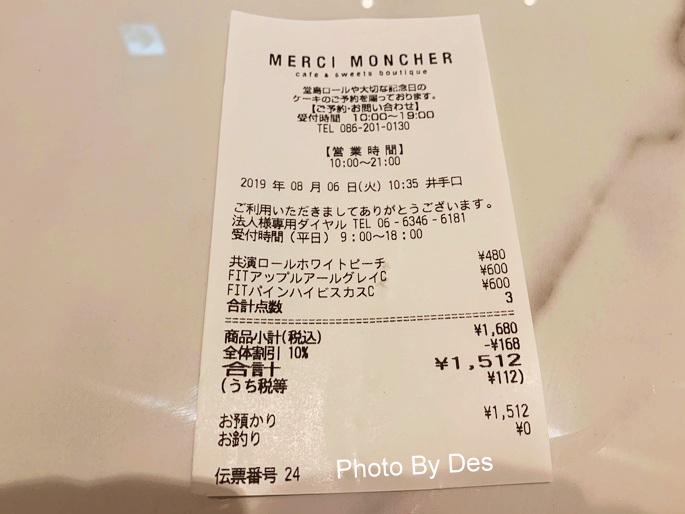 MERCI MONCHER
cafe & sweets boutique
堂島ロールや大切な記念日の
ケーキのご予約を賜っております。
【ご予約・お問い合わせ】
受付時間 10:00〜19:00
TEL 086-201-0130
【営業時間】
10:00〜21:00
2019 年 08 月 06 日(火) 10:35 井手口
ご利用いただきましてありがとうございます。
法人様専用ダイヤル TEL 06-6346-6181
受付時間(平日) 9:00〜18:00
共演ロールホワイトピーチ ¥480
FITアップルアールグレイC ¥600
FITパインハイビスカスC ¥600
合計点数 3
商品小計(税込) ¥1,680
全体割引 10% -¥168
合計 ¥1,512
(うち税等 ¥112)
お預かり ¥1,512
お釣り ¥0
伝票番号 24
Photo By Des